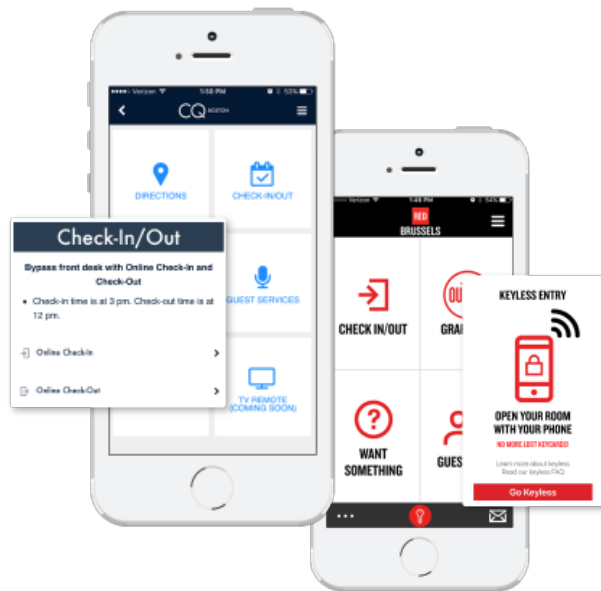 Verizon 1:58 PM 53%
CQ BOSTON
DIRECTIONS
CHECK-IN/OUT
GUEST SERVICES
TV REMOTE
(COMING SOON)
Check-In/Out
Bypass front desk with Online Check-In and
Check-Out
• Check-in time is at 3 pm. Check-out time is at
12 pm.
Online Check-In
Online Check-Out
Verizon 1:46 PM 54%
RED
BRUSSELS
CHECK IN/OUT
WANT
SOMETHING
KEYLESS ENTRY
OPEN YOUR ROOM
WITH YOUR PHONE
NO MORE LOST KEYCARDS!
Learn more about keyless
Read our keyless FAQ
Go Keyless